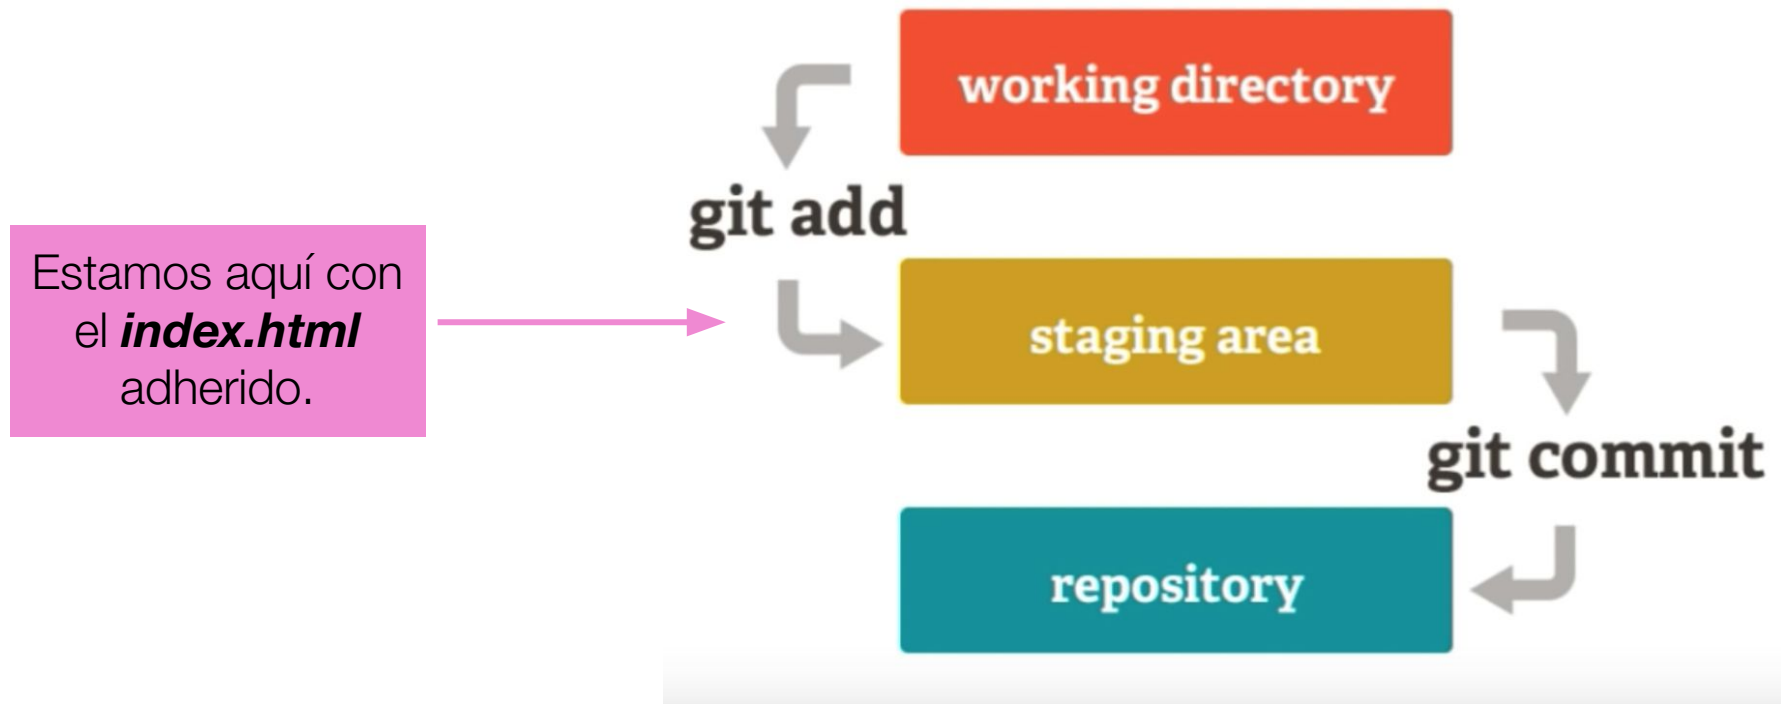 working directory
git add
Estamos aquí con
el index.html
adherido.
staging area
git commit
repository